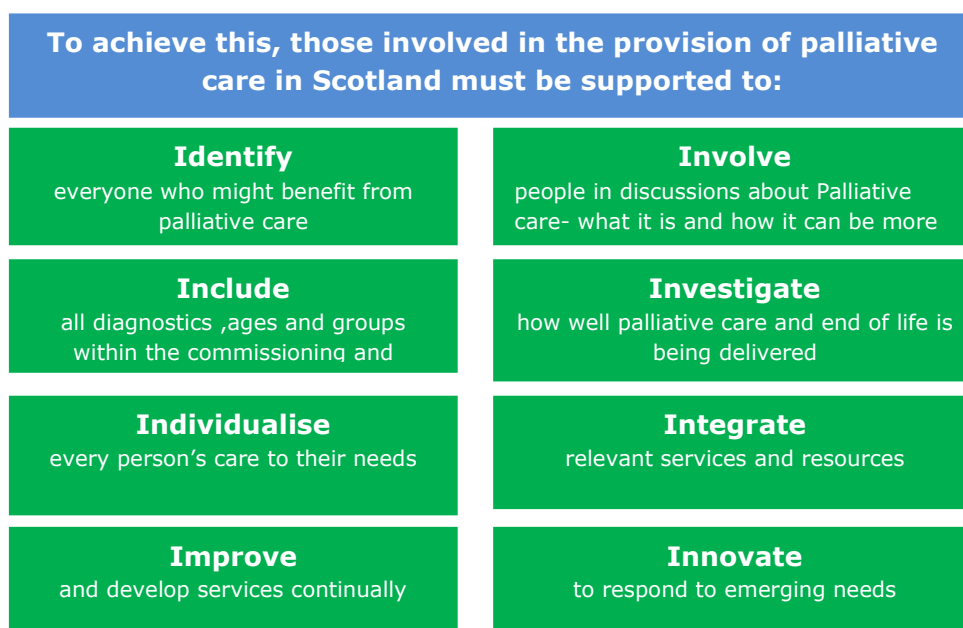 To achieve this, those involved in the provision of palliative
care in Scotland must be supported to:
Identify
everyone who might benefit from
palliative care
Involve
people in discussions about Palliative
care- what it is and how it can be more
Include
all diagnostics ,ages and groups
within the commissioning and
Investigate
how well palliative care and end of life is
being delivered
Individualise
every person’s care to their needs
Integrate
relevant services and resources
Improve
and develop services continually
Innovate
to respond to emerging needs